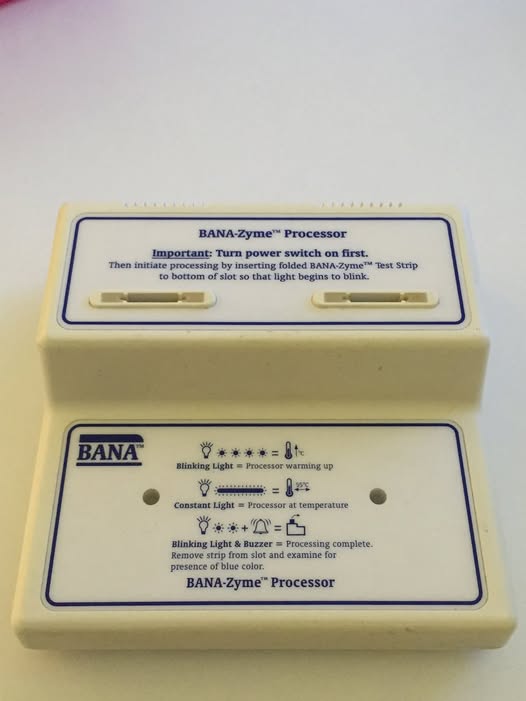 BANA-Zyme™ Processor
Important: Turn power switch on first.
Then initiate processing by inserting folded BANA-Zyme™ Test Strip
to bottom of slot so that light begins to blink.
BANA™
= ↑°C
Blinking Light = Processor warming up
= 55°C
Constant Light = Processor at temperature
+ =
Blinking Light & Buzzer = Processing complete.
Remove strip from slot and examine for
presence of blue color.
BANA-Zyme™ Processor